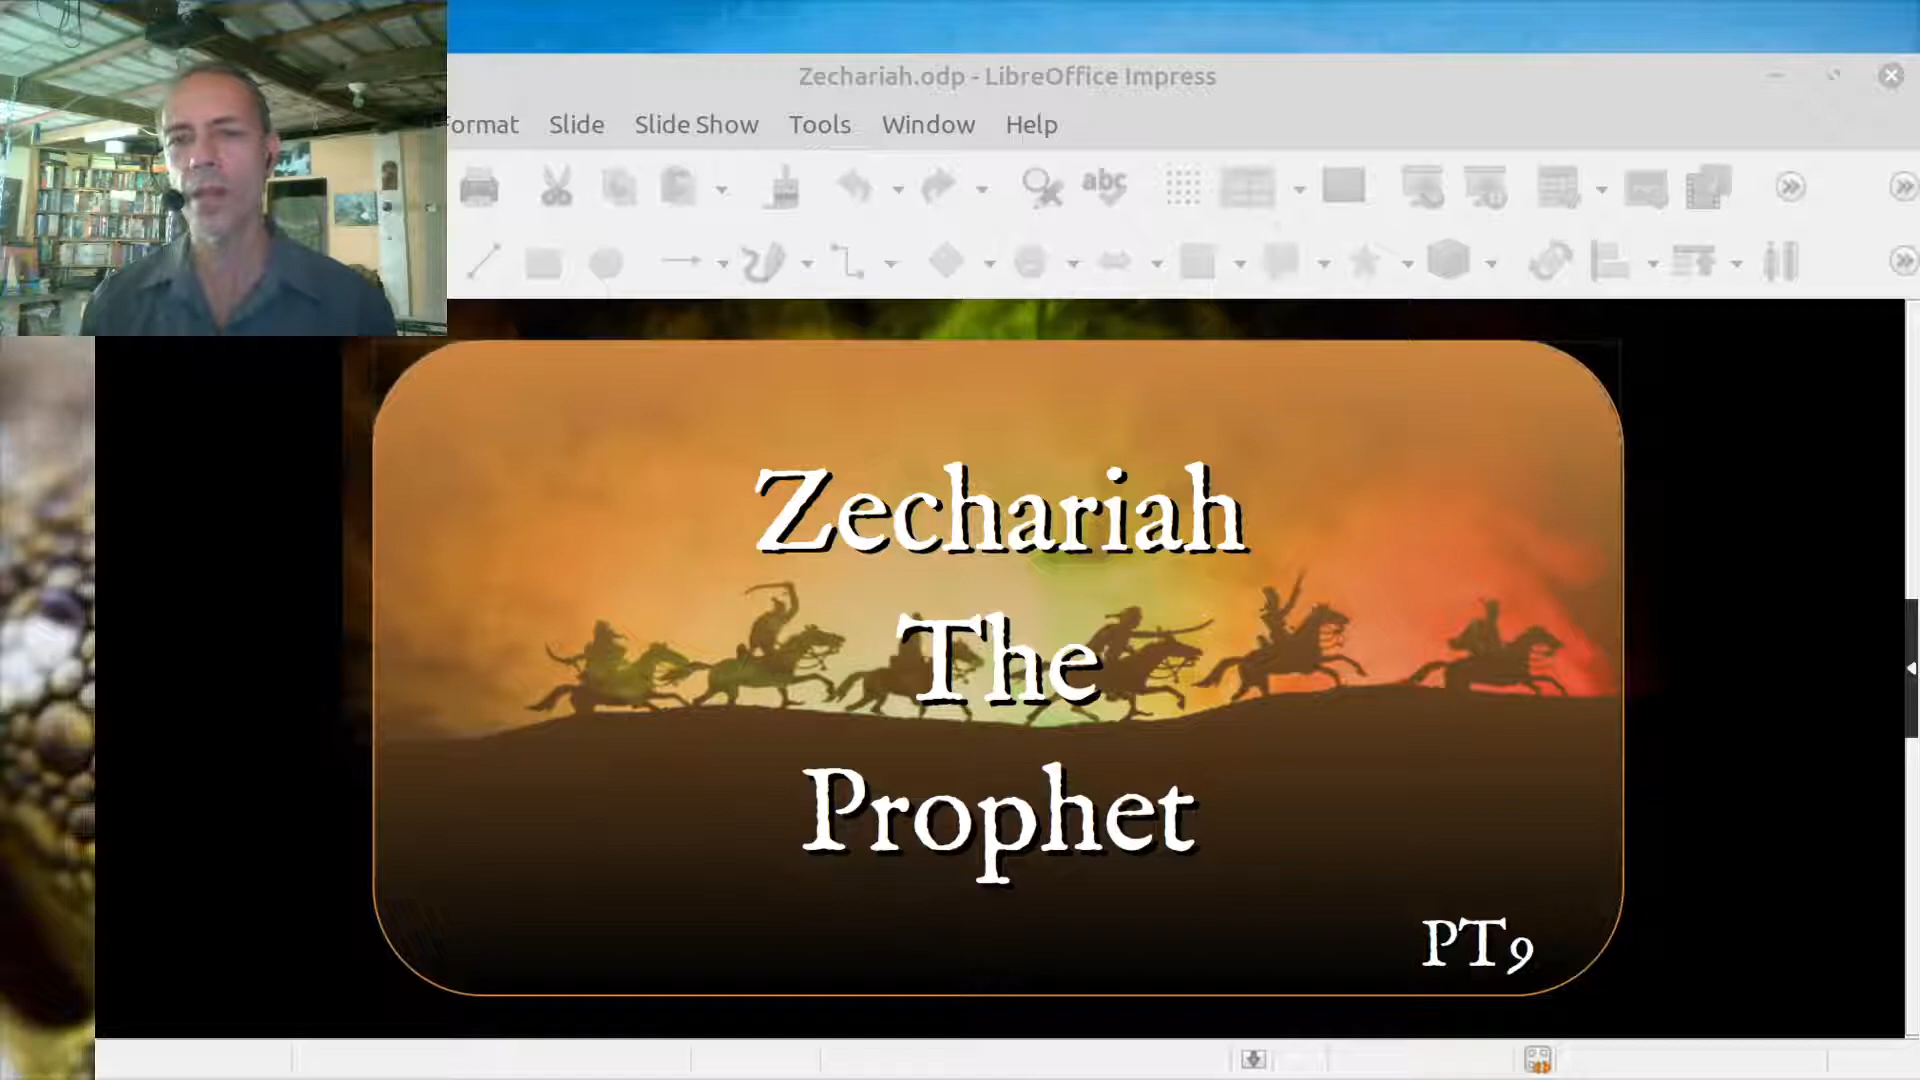 Zechariah.odp - LibreOffice Impress
Format Slide Slide Show Tools Window Help
abc
Zechariah
The
Prophet
PT9